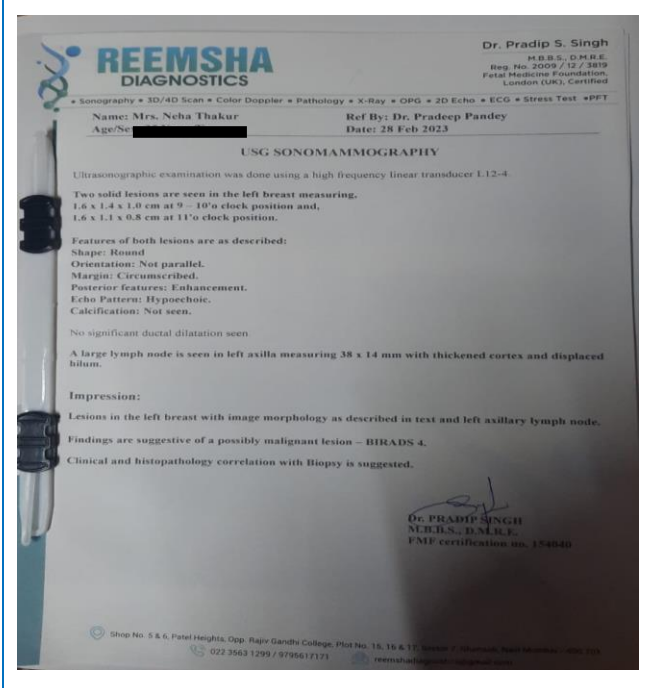 REEMSHA
DIAGNOSTICS
Dr. Pradip S. Singh
M.B.B.S., D.M.R.E.
Reg. No. 2009 / 12 / 3819
Fetal Medicine Foundation,
London (UK), Certified
• Sonography • 3D/4D Scan • Color Doppler • Pathology • X-Ray • OPG • 2D Echo • ECG • Stress Test •PFT
Name: Mrs. Neha Thakur Ref By: Dr. Pradeep Pandey
Age/Se Date: 28 Feb 2023
USG SONOMAMMOGRAPHY
Ultrasonographic examination was done using a high frequency linear transducer L12-4.
Two solid lesions are seen in the left breast measuring,
1.6 x 1.4 x 1.0 cm at 9 – 10'o clock position and,
1.6 x 1.1 x 0.8 cm at 11'o clock position.
Features of both lesions are as described:
Shape: Round
Orientation: Not parallel.
Margin: Circumscribed.
Posterior features: Enhancement.
Echo Pattern: Hypoechoic.
Calcification: Not seen.
No significant ductal dilatation seen
A large lymph node is seen in left axilla measuring 38 x 14 mm with thickened cortex and displaced
hilum.
Impression:
Lesions in the left breast with image morphology as described in text and left axillary lymph node.
Findings are suggestive of a possibly malignant lesion – BIRADS 4.
Clinical and histopathology correlation with Biopsy is suggested.
Dr. PRADIP SINGH
M.B.B.S., D.M.R.E.
FMF certification no. 154640
Shop No. 5 & 6, Patel Heights, Opp. Rajiv Gandhi College, Plot No. 15, 16 & 17,
022 3563 1299 / 9795617171